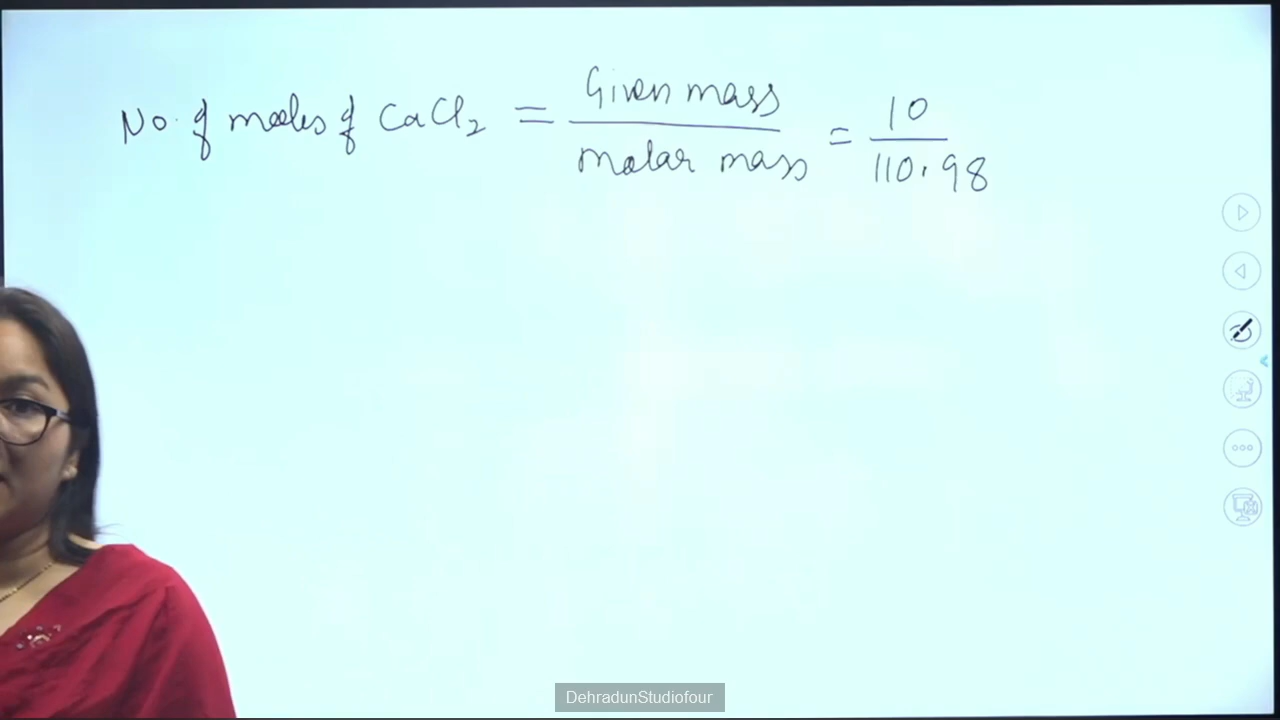 No. of moles of CaCl₂ = Given mass / molar mass = 10 / 110.98
DehradunStudiofour